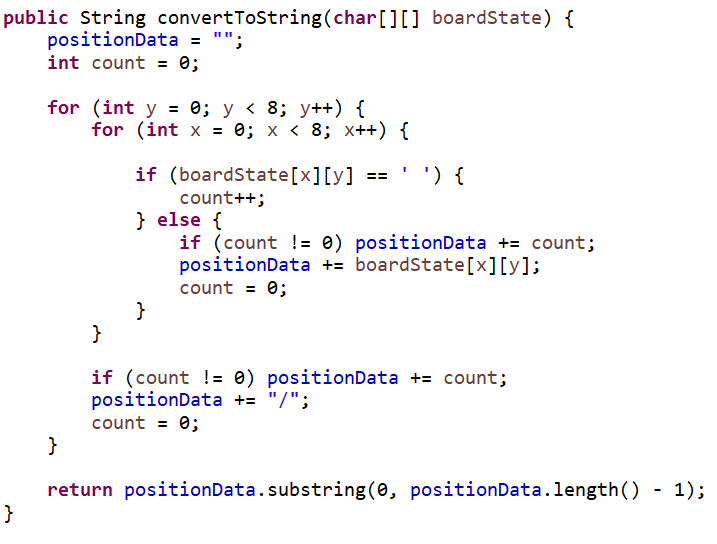 public String convertToString(char[][] boardState) {
    positionData = "";
    int count = 0;

    for (int y = 0; y < 8; y++) {
        for (int x = 0; x < 8; x++) {

            if (boardState[x][y] == ' ') {
                count++;
            } else {
                if (count != 0) positionData += count;
                positionData += boardState[x][y];
                count = 0;
            }
        }

        if (count != 0) positionData += count;
        positionData += "/";
        count = 0;
    }

    return positionData.substring(0, positionData.length() - 1);
}